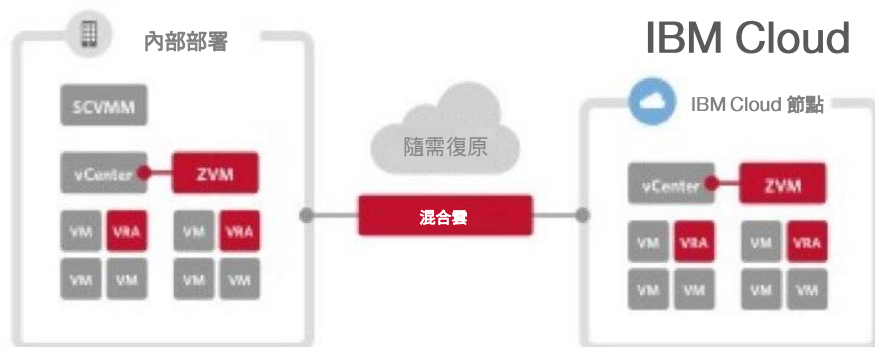 內部部署
IBM Cloud
IBM Cloud 節點
SCVMM
隨需復原
vCenter ZVM
vCenter ZVM
混合雲
VM VRA VM VRA
VM VRA VM VRA
VM VM VM VM
VM VM VM VM